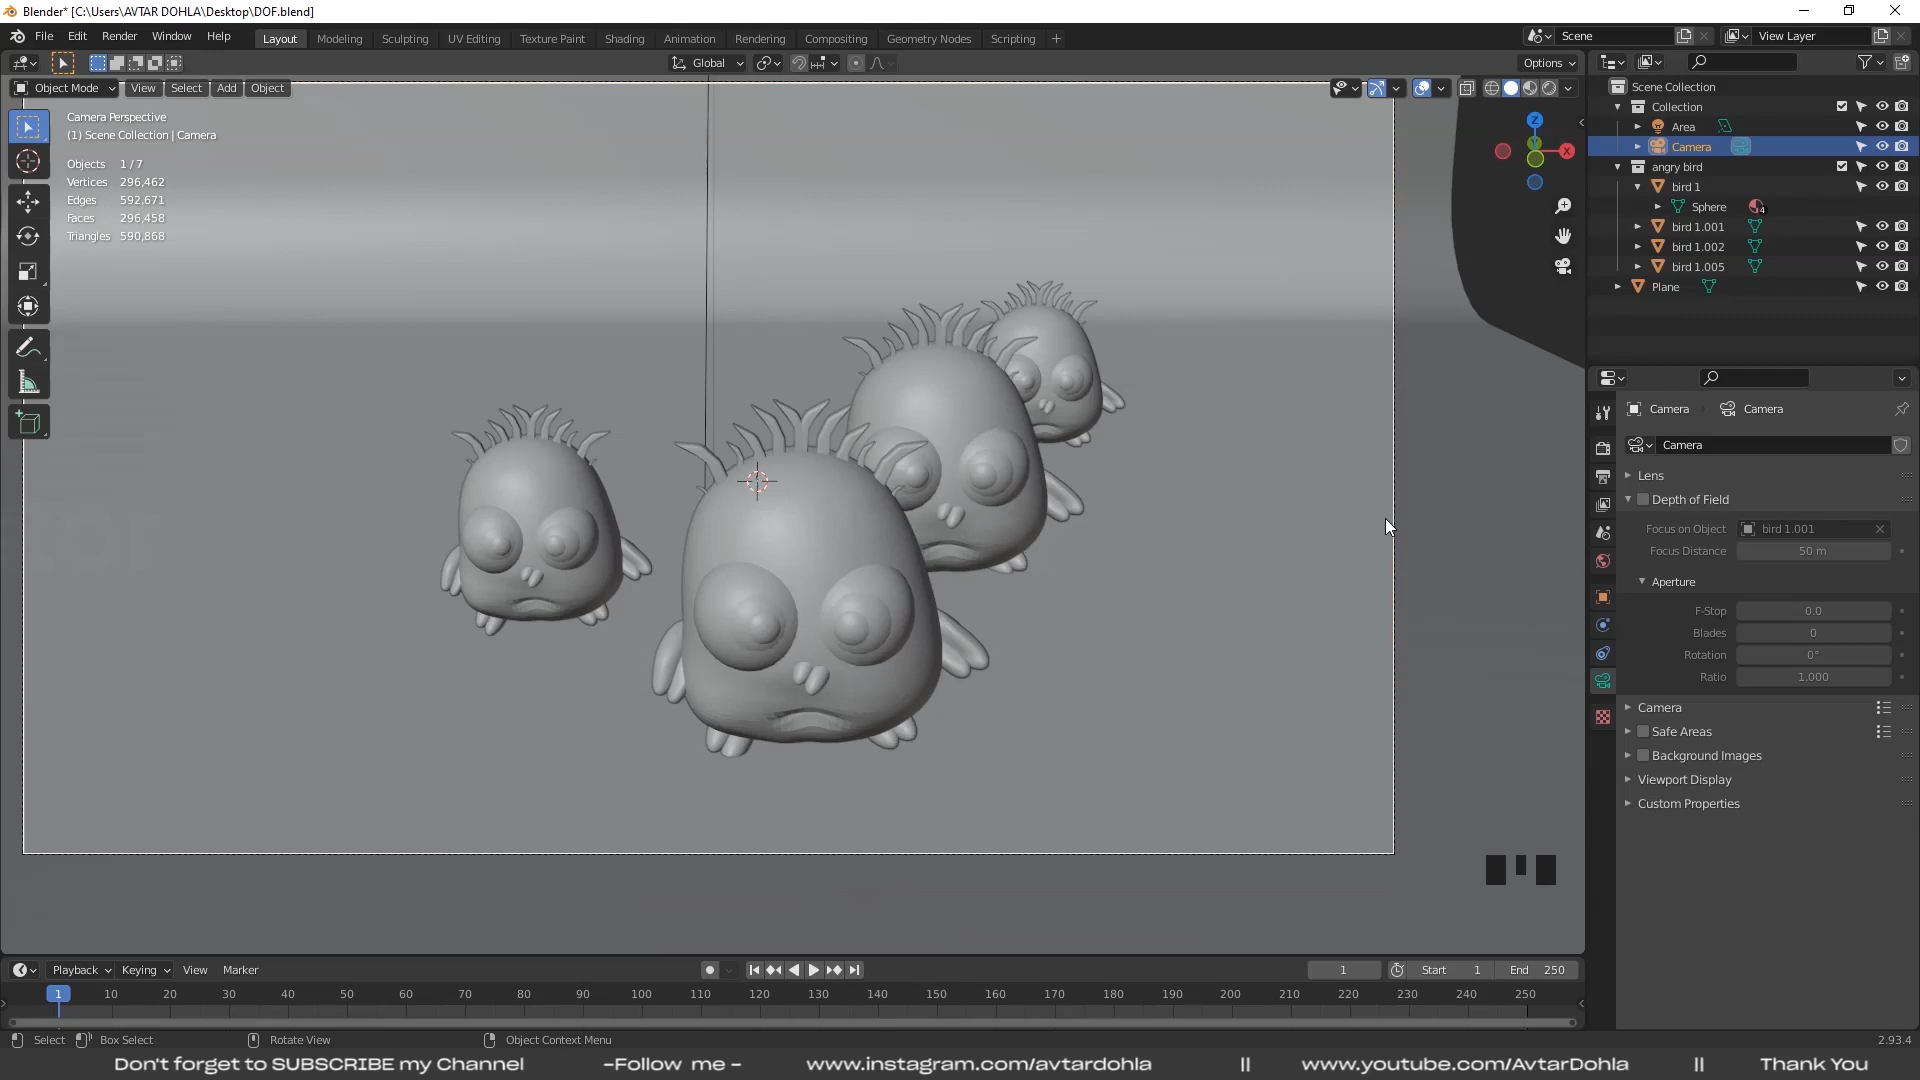 Blender* [C:\Users\AVTAR DOHLA\Desktop\DOF.blend]
File Edit Render Window Help Layout Modeling Sculpting UV Editing Texture Paint Shading Animation Rendering Compositing Geometry Nodes Scripting + Scene View Layer
Global Options
Object Mode View Select Add Object
Camera Perspective
(1) Scene Collection | Camera
Objects 1 / 7
Vertices 296,462
Edges 592,671
Faces 296,458
Triangles 590,868
Z
X
Scene Collection
Collection
Area
Camera
angry bird
bird 1
Sphere 4
bird 1.001
bird 1.002
bird 1.005
Plane
Camera Camera
Camera
Lens
Depth of Field
Focus on Object bird 1.001
Focus Distance 50 m
Aperture
F-Stop 0.0
Blades 0
Rotation 0°
Ratio 1.000
Camera
Safe Areas
Background Images
Viewport Display
Custom Properties
Playback Keying View Marker 1 Start 1 End 250
1 10 20 30 40 50 60 70 80 90 100 110 120 130 140 150 160 170 180 190 200 210 220 230 240 250
Select Box Select Rotate View Object Context Menu 2.93.4
Don't forget to SUBSCRIBE my Channel -Follow me - www.instagram.com/avtardohla || www.youtube.com/AvtarDohla || Thank You